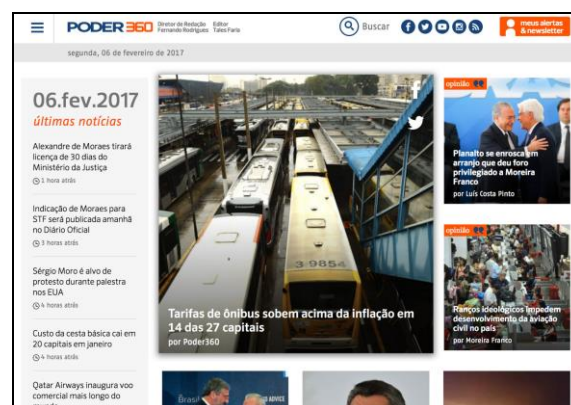 PODER 360
Diretor de Redação Editor
Fernando Rodrigues Tales Faria
Buscar
meus alertas
& newsletter
segunda, 06 de fevereiro de 2017
06.fev.2017
últimas notícias
Alexandre de Moraes tirará
licença de 30 dias do
Ministério da Justiça
1 hora atrás
Indicação de Moraes para
STF será publicada amanhã
no Diário Oficial
3 horas atrás
Sérgio Moro é alvo de
protesto durante palestra
nos EUA
4 horas atrás
Custo da cesta básica cai em
20 capitais em janeiro
4 horas atrás
Qatar Airways inaugura voo
comercial mais longo do
3 9854
Tarifas de ônibus sobem acima da inflação em
14 das 27 capitais
por Poder360
opinião
Planalto se enrosca em
arranjo que deu foro
privilegiado a Moreira
Franco
por Luís Costa Pinto
opinião
Ranços ideológicos impedem
desenvolvimento da aviação
civil no país
por Moreira Franco
Brasil